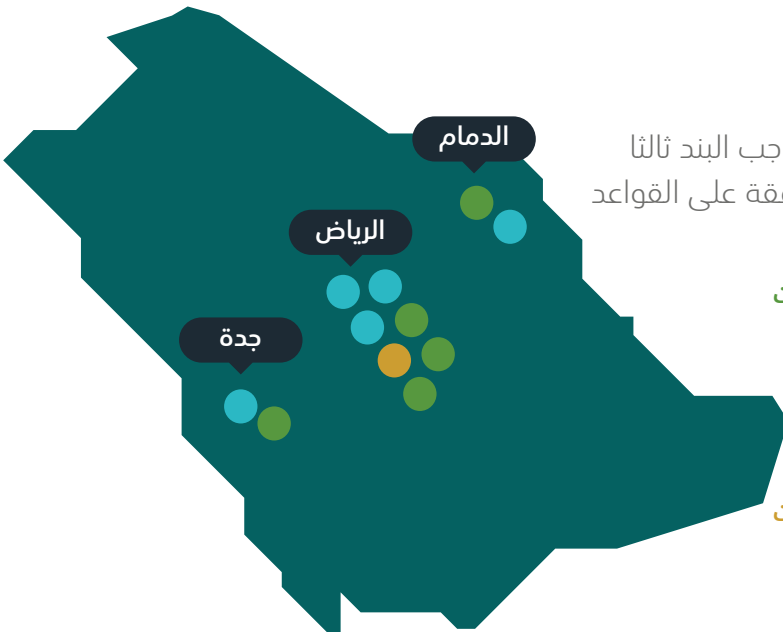 الدمام
جب البند ثالثا
قة على القواعد
الرياض
جدة